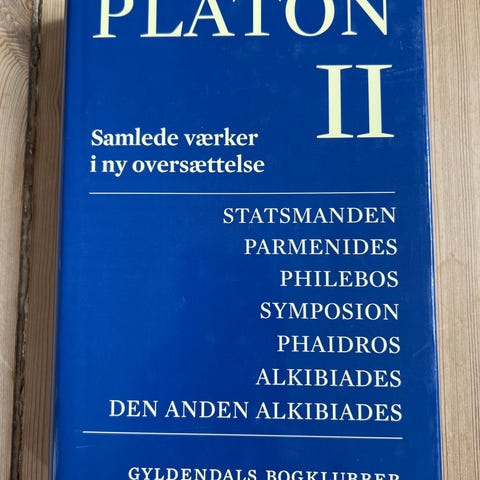 PLATON
II
Samlede værker
i ny oversættelse
STATSMANDEN
PARMENIDES
PHILEBOS
SYMPOSION
PHAIDROS
ALKIBIADES
DEN ANDEN ALKIBIADES
GYLDENDALS BOGKLUBBER